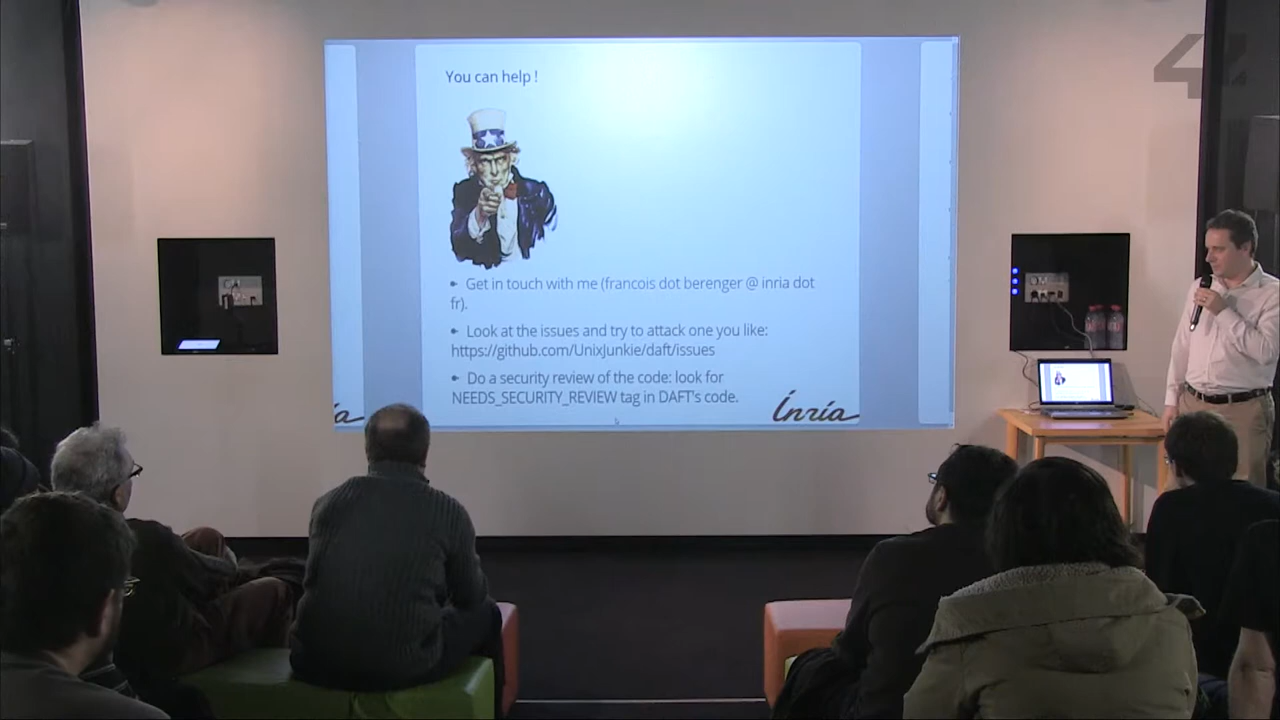 You can help !
➸ Get in touch with me (francois dot berenger @ inria dot
fr).
➸ Look at the issues and try to attack one you like:
https://github.com/UnixJunkie/daft/issues
➸ Do a security review of the code: look for
NEEDS_SECURITY_REVIEW tag in DAFT's code.
Inria
ia
42